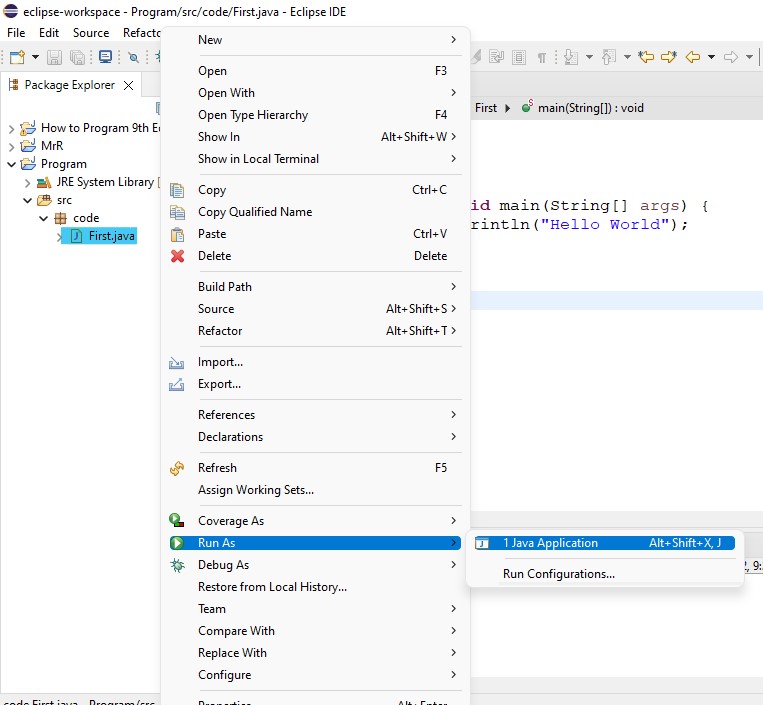 eclipse-workspace - Program/src/code/First.java - Eclipse IDE
File Edit Source Refacto
Package Explorer
First main(String[]) : void
How to Program 9th E
MrR
Program
JRE System Library [
src
code
First.java
New
Open F3
Open With
Open Type Hierarchy F4
Show In Alt+Shift+W
Show in Local Terminal
Copy Ctrl+C
Copy Qualified Name
Paste Ctrl+V
Delete Delete
Build Path
Source Alt+Shift+S
Refactor Alt+Shift+T
Import...
Export...
References
Declarations
Refresh F5
Assign Working Sets...
Coverage As
Run As
Debug As
Restore from Local History...
Team
Compare With
Replace With
Configure
Properties Alt+Enter
id main(String[] args) {
rintln("Hello World");
1 Java Application Alt+Shift+X, J
Run Configurations...
2, 9:
code.First.java - Program/src